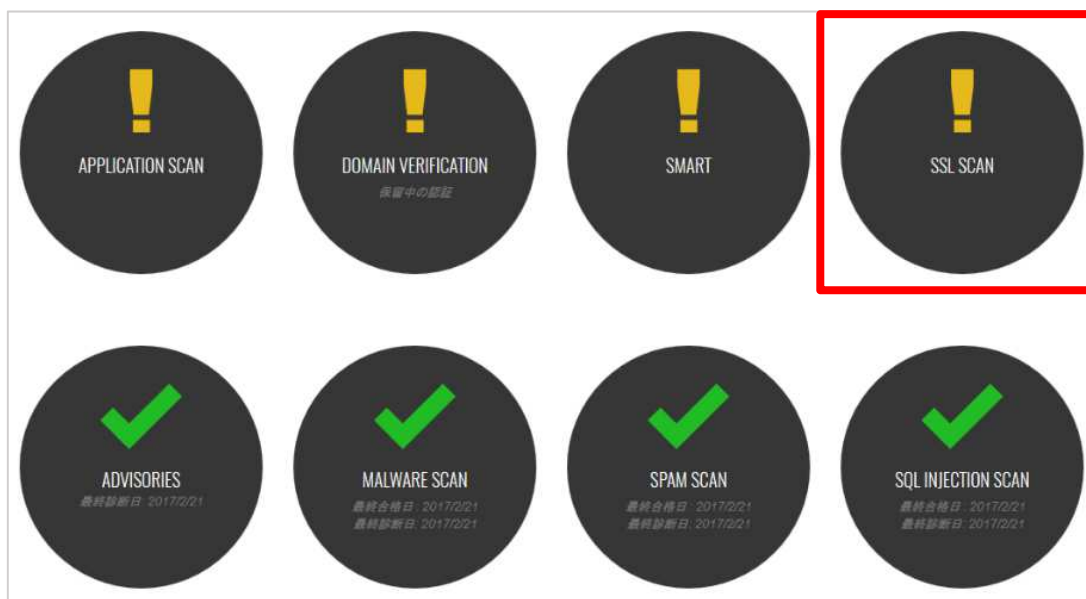 APPLICATION SCAN
DOMAIN VERIFICATION
保留中の認証
SMART
SSL SCAN
ADVISORIES
最終診断日: 2017/2/21
MALWARE SCAN
最終合格日: 2017/2/21
最終診断日: 2017/2/21
SPAM SCAN
最終合格日: 2017/2/21
最終診断日: 2017/2/21
SQL INJECTION SCAN
最終合格日: 2017/2/21
最終診断日: 2017/2/21